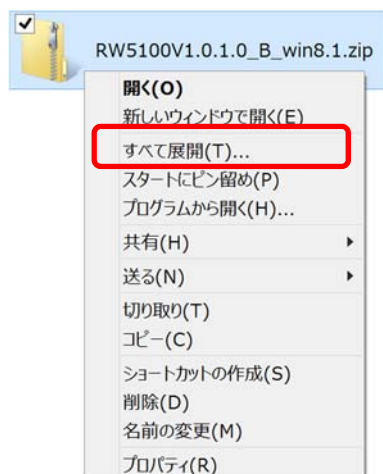 RW5100V1.0.1.0_B_win8.1.zip
開く(O)
新しいウィンドウで開く(E)
すべて展開(T)...
スタートにピン留め(P)
プログラムから開く(H)...
共有(H)
送る(N)
切り取り(T)
コピー(C)
ショートカットの作成(S)
削除(D)
名前の変更(M)
プロパティ(R)